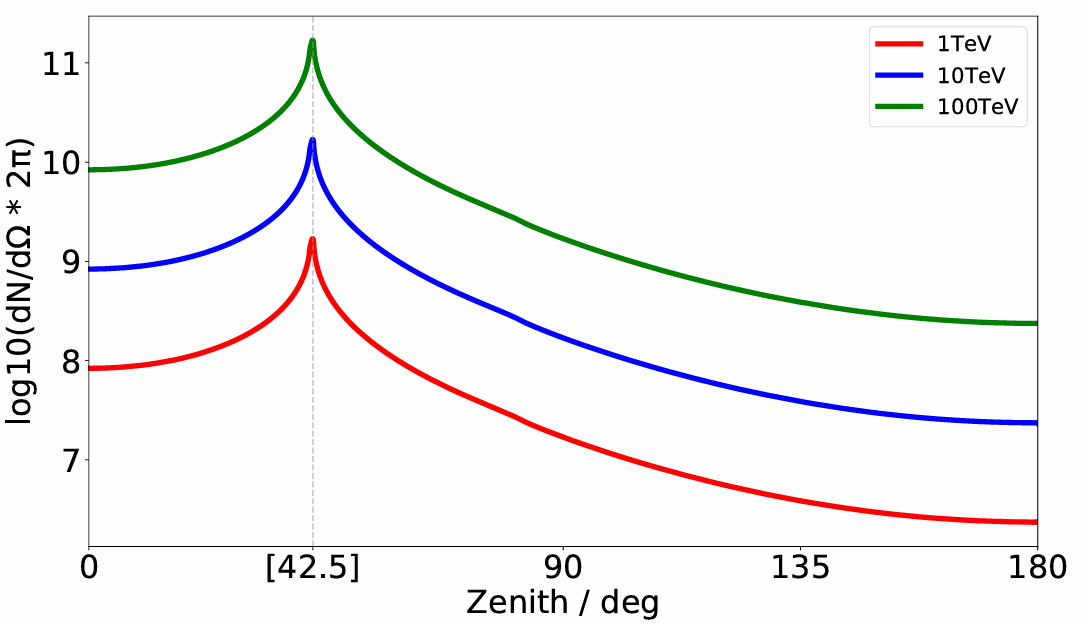 1TeV
10TeV
100TeV
log10(dN/dΩ * 2π)
11
10
9
8
7
0
[42.5]
90
135
180
Zenith / deg